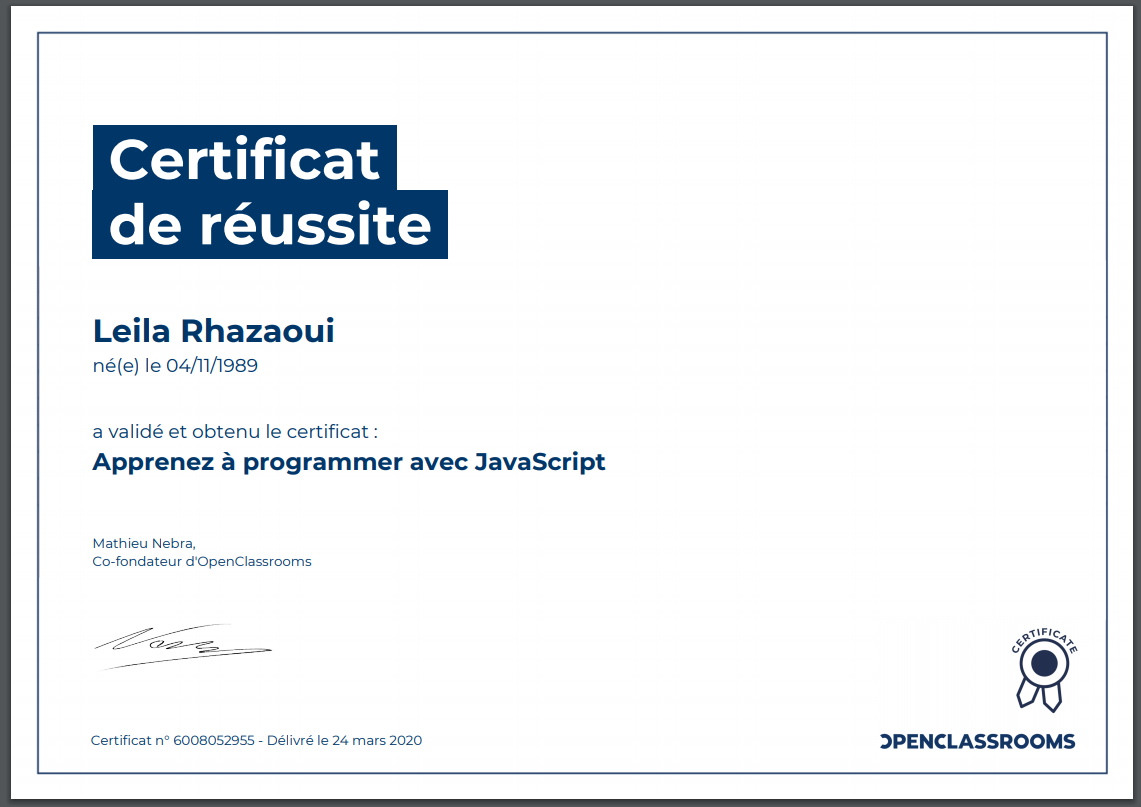 Certificat
de réussite
Leila Rhazaoui
né(e) le 04/11/1989
a validé et obtenu le certificat :
Apprenez à programmer avec JavaScript
Mathieu Nebra,
Co-fondateur d'OpenClassrooms
CERTIFICATE
Certificat n° 6008052955 - Délivré le 24 mars 2020
OPENCLASSROOMS